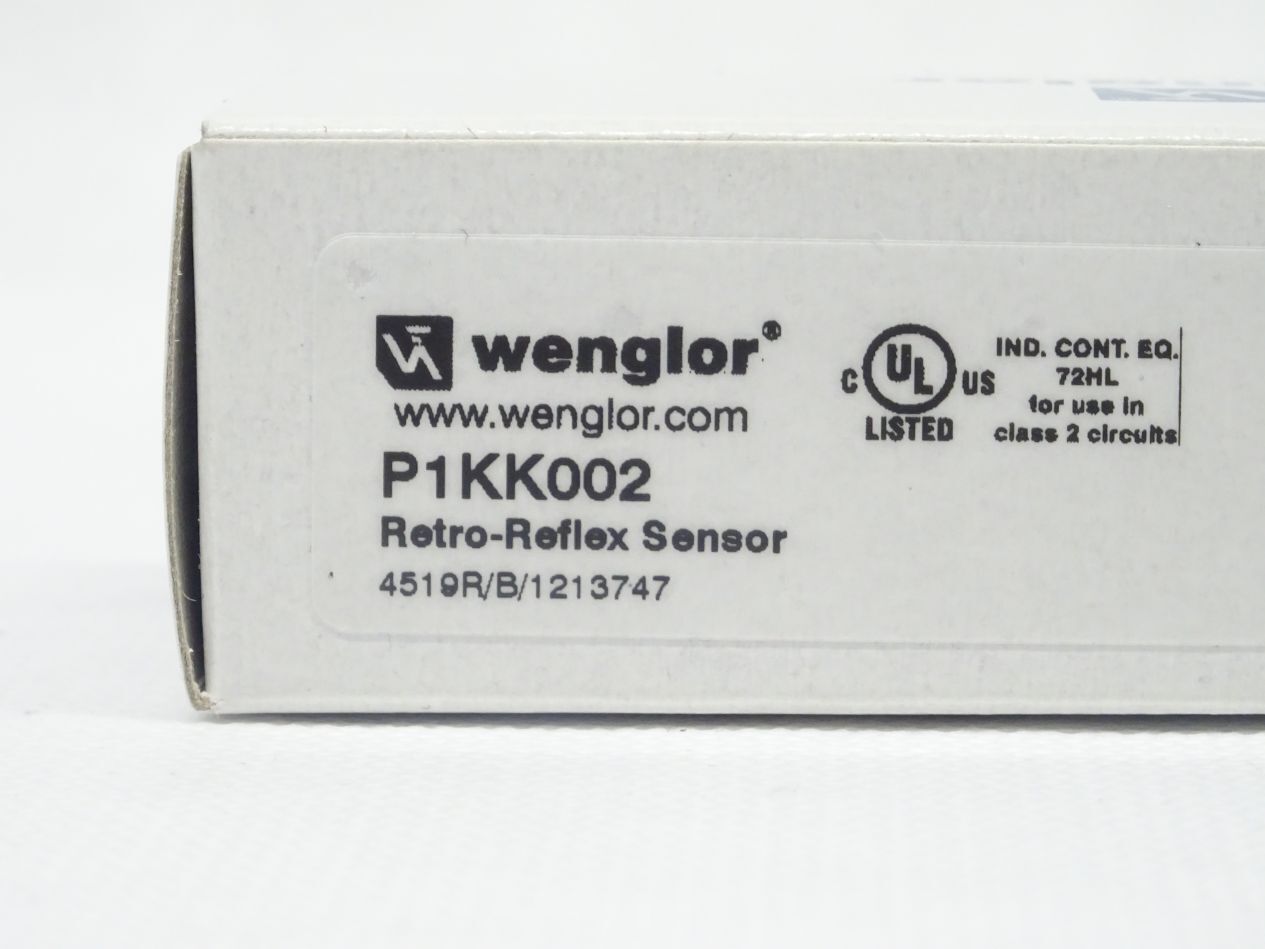 wenglor®
www.wenglor.com
P1KK002
Retro-Reflex Sensor
4519R/B/1213747
C UL US
LISTED
IND. CONT. EQ.
72HL
for use in
class 2 circuits